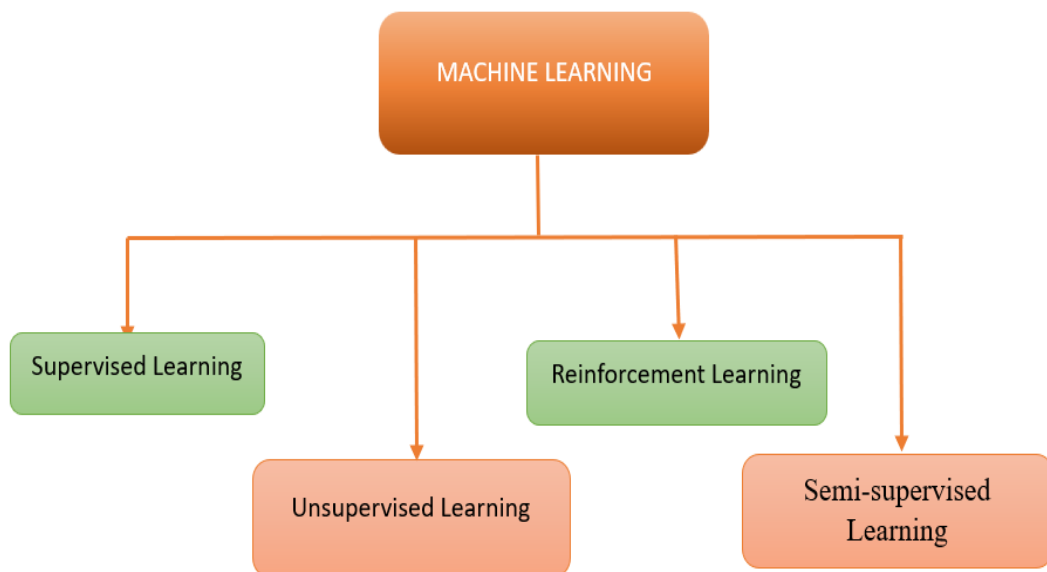 MACHINE LEARNING
Supervised Learning
Reinforcement Learning
Unsupervised Learning
Semi-supervised
Learning